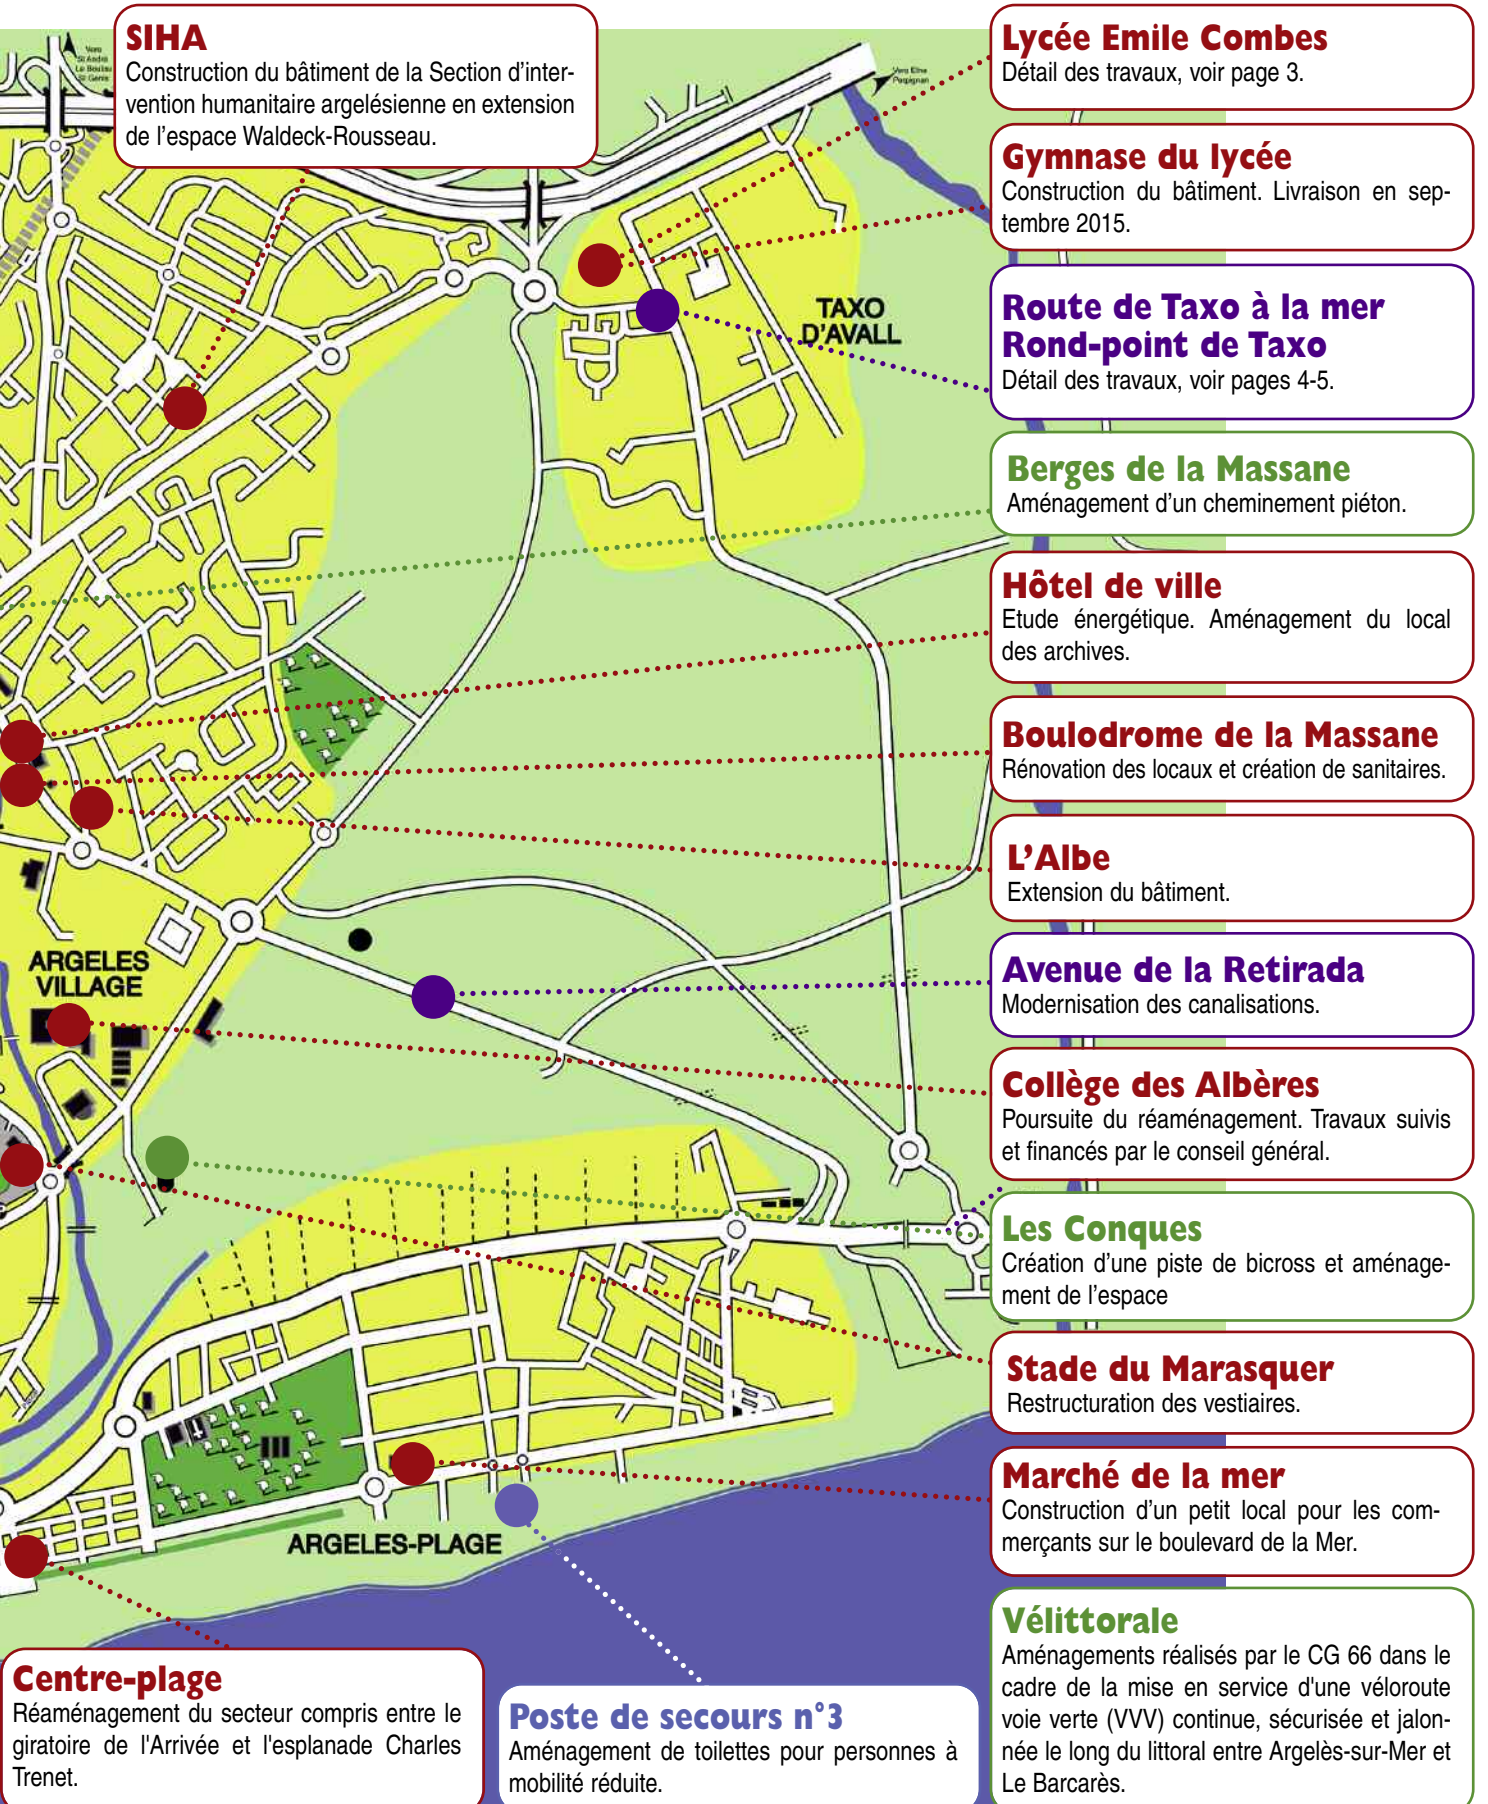 SIHA
Construction du bâtiment de la Section d'inter-
vention humanitaire argelésienne en extension
de l'espace Waldeck-Rousseau.
Vers
St André
Le Boulou
St Genis
Vers Elne
Perpignan
Lycée Emile Combes
Détail des travaux, voir page 3.
Gymnase du lycée
Construction du bâtiment. Livraison en sep-
tembre 2015.
TAXO
D'AVALL
Route de Taxo à la mer
Rond-point de Taxo
Détail des travaux, voir pages 4-5.
Berges de la Massane
Aménagement d'un cheminement piéton.
Hôtel de ville
Etude énergétique. Aménagement du local
des archives.
Boulodrome de la Massane
Rénovation des locaux et création de sanitaires.
L'Albe
Extension du bâtiment.
ARGELES
VILLAGE
Avenue de la Retirada
Modernisation des canalisations.
Collège des Albères
Poursuite du réaménagement. Travaux suivis
et financés par le conseil général.
Les Conques
Création d'une piste de bicross et aménage-
ment de l'espace
Stade du Marasquer
Restructuration des vestiaires.
Marché de la mer
Construction d'un petit local pour les com-
merçants sur le boulevard de la Mer.
ARGELES-PLAGE
Vélittorale
Aménagements réalisés par le CG 66 dans le
cadre de la mise en service d'une véloroute
voie verte (VVV) continue, sécurisée et jalon-
née le long du littoral entre Argelès-sur-Mer et
Le Barcarès.
Centre-plage
Réaménagement du secteur compris entre le
giratoire de l'Arrivée et l'esplanade Charles
Trenet.
Poste de secours n°3
Aménagement de toilettes pour personnes à
mobilité réduite.